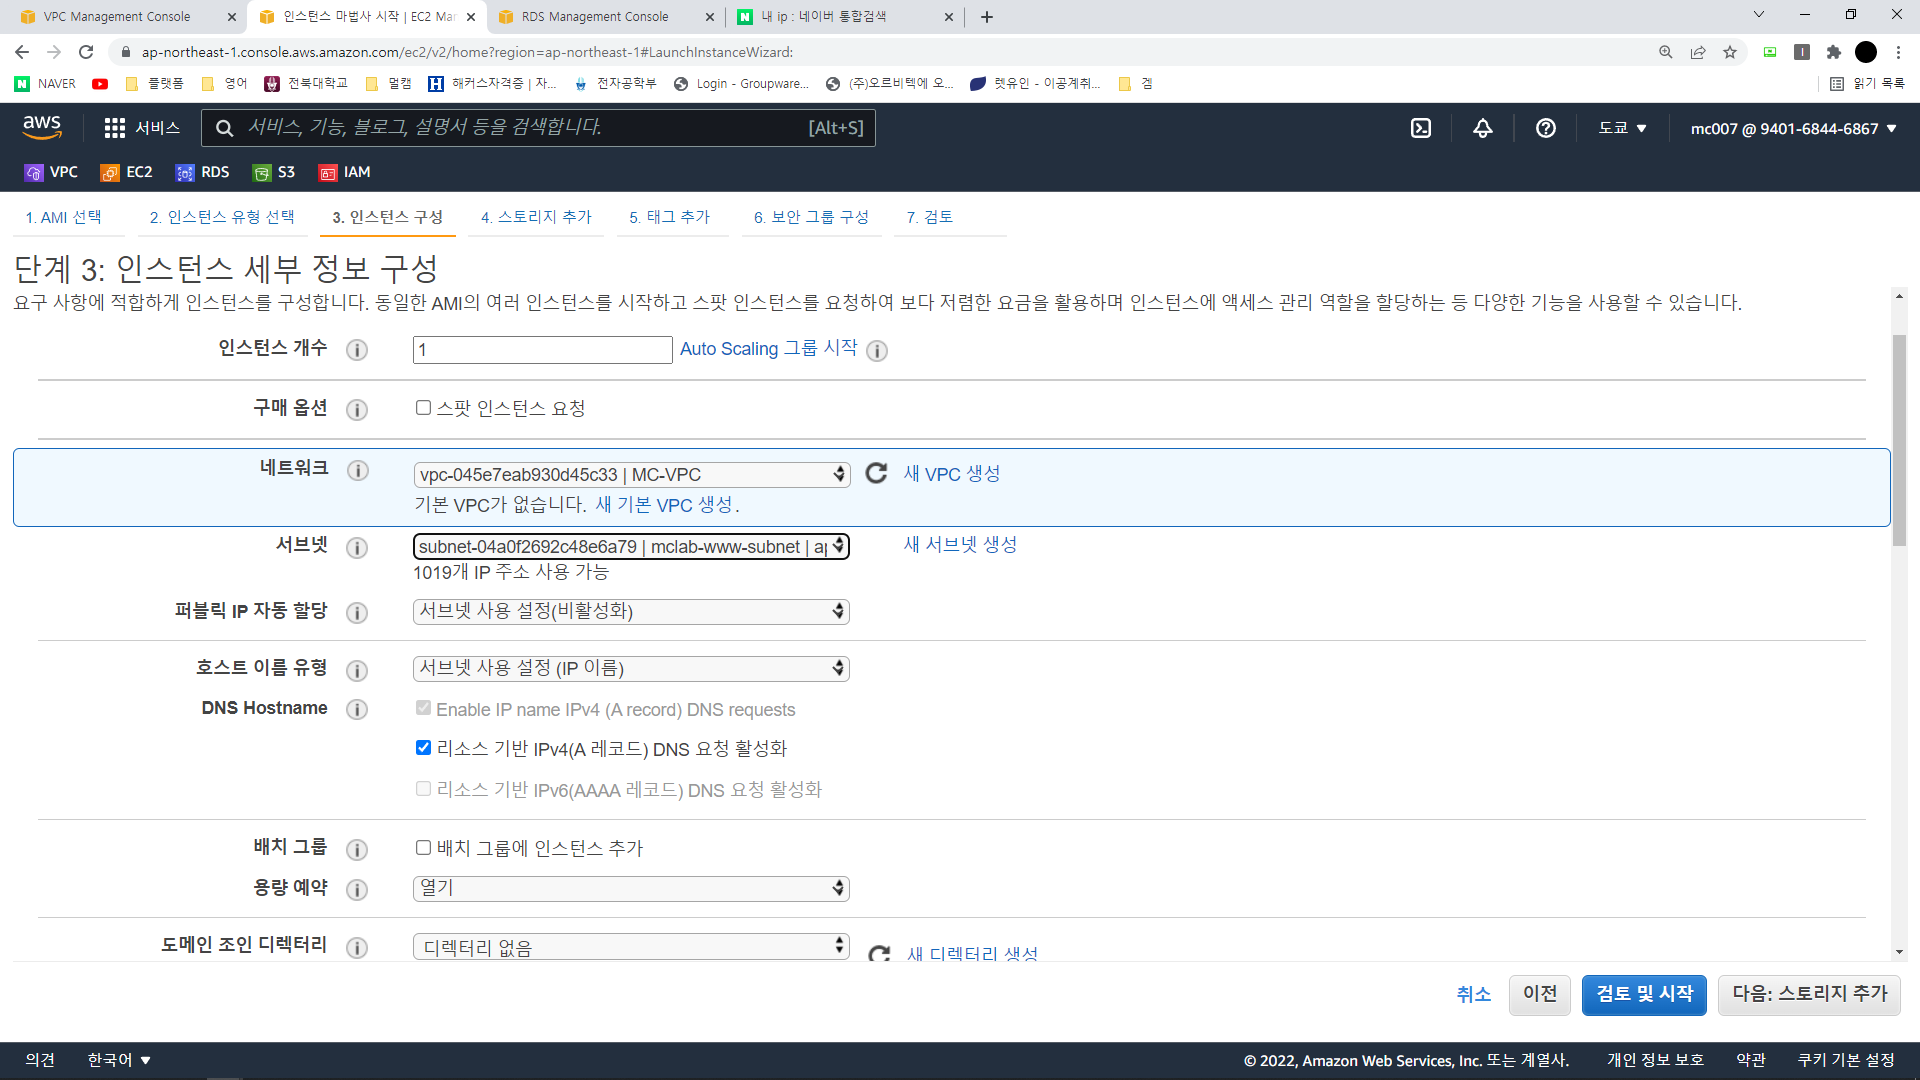 VPC Management Console
인스턴스 마법사 시작 | EC2 Mar
RDS Management Console
내 ip : 네이버 통합검색
ap-northeast-1.console.aws.amazon.com/ec2/v2/home?region=ap-northeast-1#LaunchInstanceWizard:
NAVER
플랫폼
영어
전북대학교
멀캠
해커스자격증 | 자...
전자공학부
Login - Groupware...
(주)오르비텍에 오...
렛유인 - 이공계취...
겜
읽기 목록
aws
서비스
서비스, 기능, 블로그, 설명서 등을 검색합니다.
[Alt+S]
도쿄 ▼
mc007 @ 9401-6844-6867 ▼
VPC
EC2
RDS
S3
IAM
1. AMI 선택
2. 인스턴스 유형 선택
3. 인스턴스 구성
4. 스토리지 추가
5. 태그 추가
6. 보안 그룹 구성
7. 검토
단계 3: 인스턴스 세부 정보 구성
요구 사항에 적합하게 인스턴스를 구성합니다. 동일한 AMI의 여러 인스턴스를 시작하고 스팟 인스턴스를 요청하여 보다 저렴한 요금을 활용하며 인스턴스에 액세스 관리 역할을 할당하는 등 다양한 기능을 사용할 수 있습니다.
인스턴스 개수
1
Auto Scaling 그룹 시작
구매 옵션
스팟 인스턴스 요청
네트워크
vpc-045e7eab930d45c33 | MC-VPC
새 VPC 생성
기본 VPC가 없습니다. 새 기본 VPC 생성.
서브넷
subnet-04a0f2692c48e6a79 | mclab-www-subnet | ap
새 서브넷 생성
1019개 IP 주소 사용 가능
퍼블릭 IP 자동 할당
서브넷 사용 설정(비활성화)
호스트 이름 유형
서브넷 사용 설정 (IP 이름)
DNS Hostname
Enable IP name IPv4 (A record) DNS requests
리소스 기반 IPv4(A 레코드) DNS 요청 활성화
리소스 기반 IPv6(AAAA 레코드) DNS 요청 활성화
배치 그룹
배치 그룹에 인스턴스 추가
용량 예약
열기
도메인 조인 디렉터리
디렉터리 없음
새 디렉터리 생성
취소
이전
검토 및 시작
다음: 스토리지 추가
의견
한국어 ▼
© 2022, Amazon Web Services, Inc. 또는 계열사.
개인 정보 보호
약관
쿠키 기본 설정